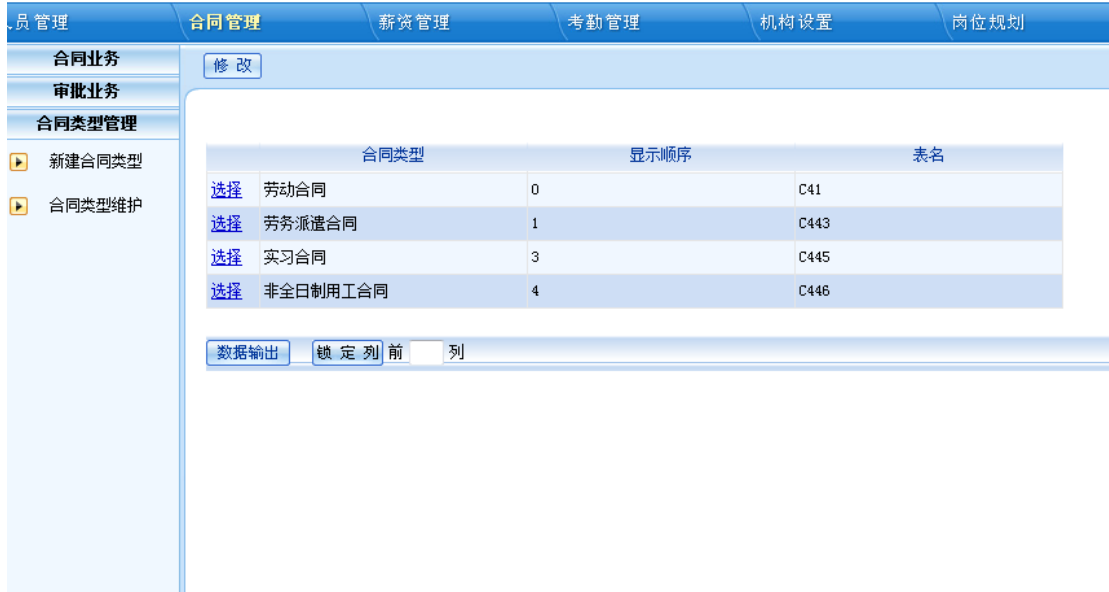 员管理 合同管理 薪资管理 考勤管理 机构设置 岗位规划
合同业务
修 改
审批业务
合同类型管理
新建合同类型
合同类型维护
合同类型 显示顺序 表名
选择 劳动合同 0 C41
选择 劳务派遣合同 1 C443
选择 实习合同 3 C445
选择 非全日制用工合同 4 C446
数据输出 锁 定 列 前 列